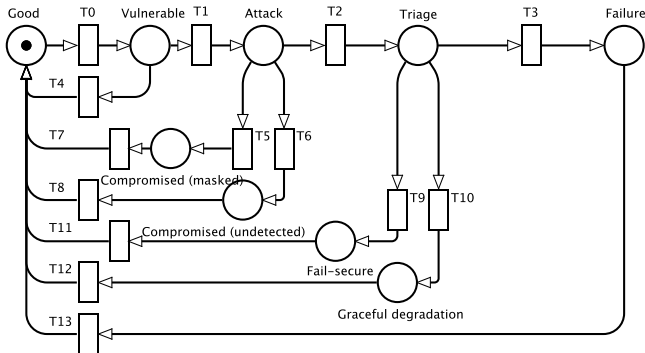 Good
T0
Vulnerable
T1
Attack
T2
Triage
T3
Failure
T4
T7
T5
T6
Compromised (masked)
T8
T9
T10
T11
Compromised (undetected)
T12
Fail-secure
Graceful degradation
T13